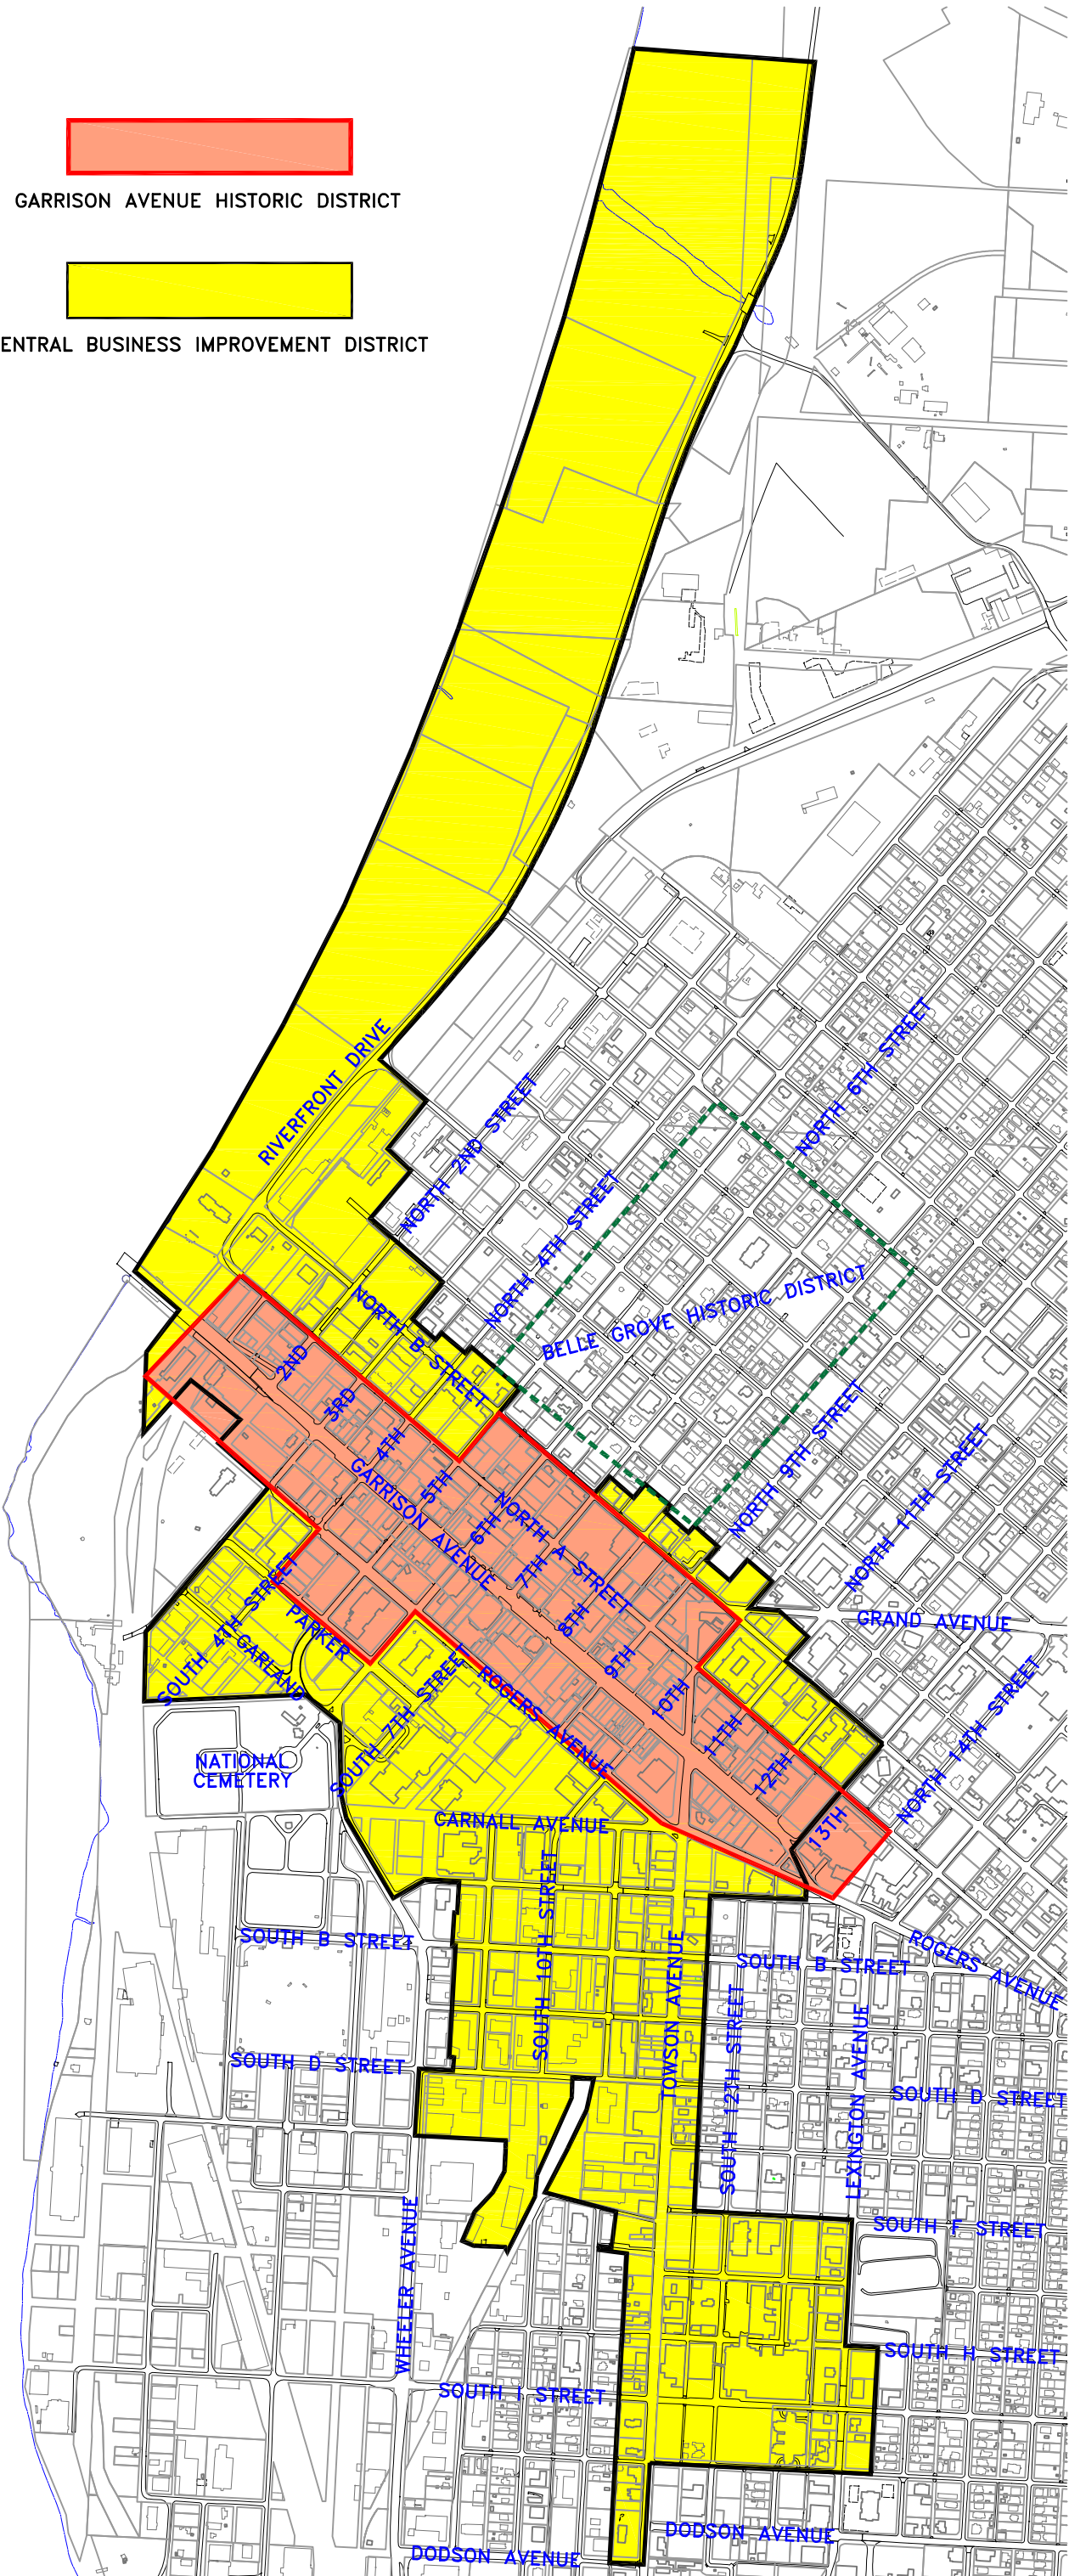 GARRISON AVENUE HISTORIC DISTRICT
ENTRAL BUSINESS IMPROVEMENT DISTRICT
RIVERFRONT DRIVE
NORTH 6TH STREET
NORTH 2ND STREET
NORTH 4TH STREET
BELLE GROVE HISTORIC DISTRICT
NORTH B STREET
2ND
3RD
4TH
5TH
6TH
7TH
8TH
9TH
10TH
11TH
12TH
13TH
GARRISON AVENUE
NORTH A STREET
NORTH 9TH STREET
NORTH 11TH STREET
GRAND AVENUE
NORTH 14TH STREET
SOUTH 4TH STREET
PARKER
GARLAND
SOUTH 7TH STREET
ROGERS AVENUE
NATIONAL
CEMETERY
CARNALL AVENUE
SOUTH 10TH STREET
SOUTH B STREET
TOWSON AVENUE
SOUTH B STREET
ROGERS AVENUE
SOUTH D STREET
SOUTH 12TH STREET
LEXINGTON AVENUE
SOUTH D STREET
WHEELER AVENUE
SOUTH F STREET
SOUTH H STREET
SOUTH I STREET
DODSON AVENUE
DODSON AVENUE